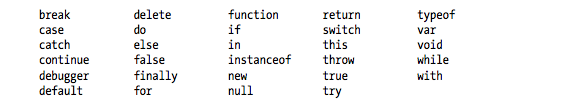 break delete function return typeof
case do if switch var
catch else in this void
continue false instanceof throw while
debugger finally new true with
default for null try